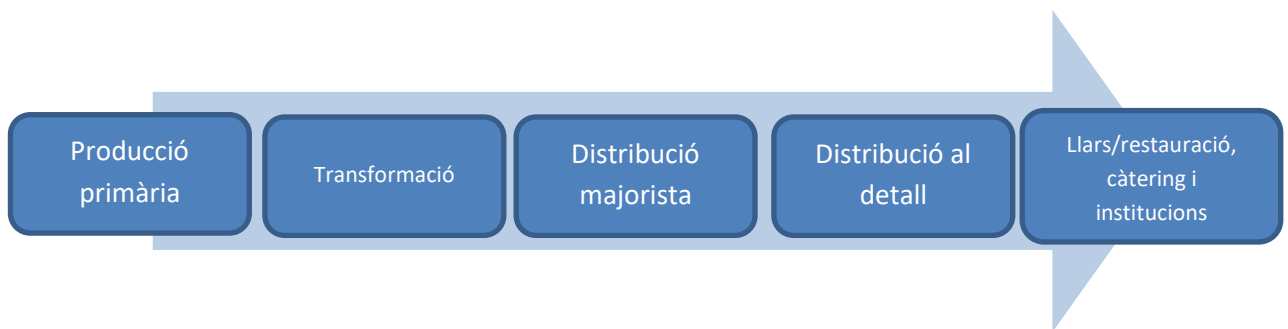 Producció
primària
Transformació
Distribució
majorista
Distribució al
detall
Llars/restauració,
càtering i
institucions